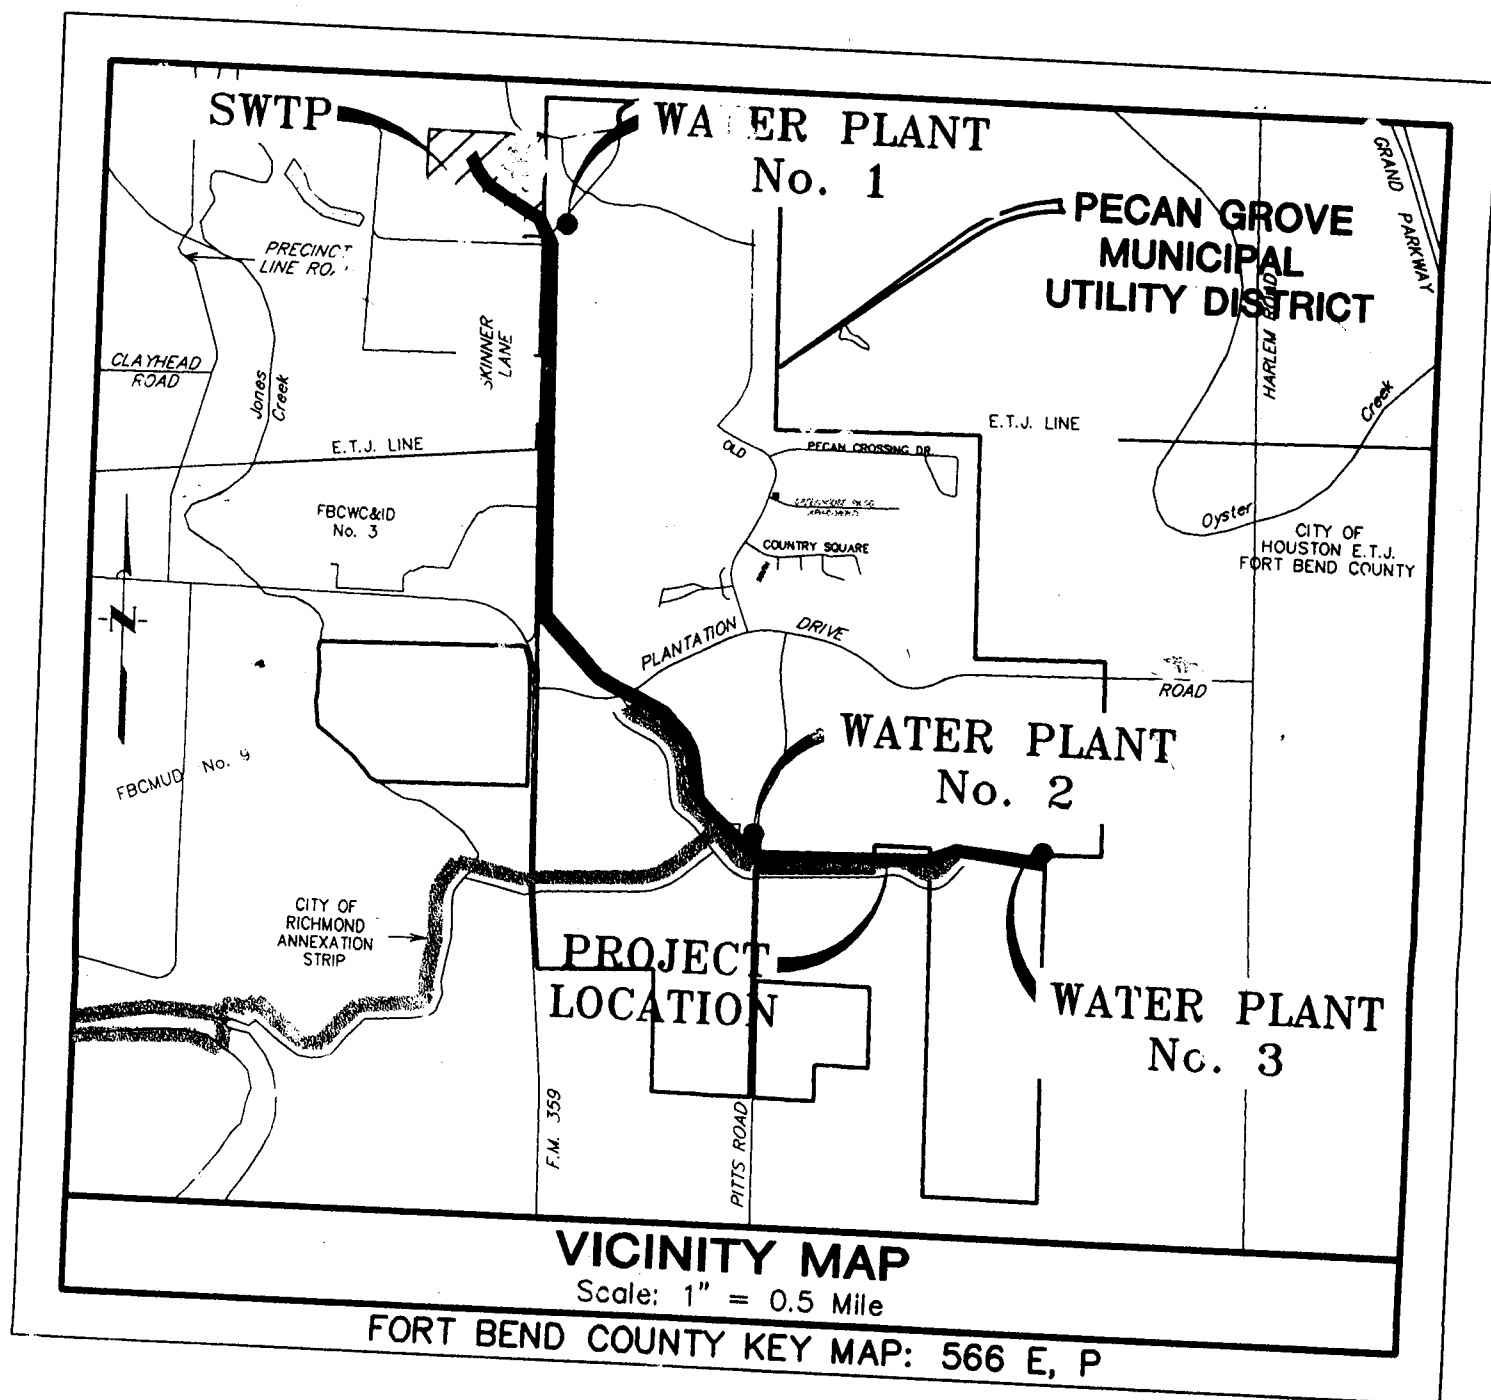 SWTP
WATER PLANT
No. 1
PECAN GROVE
MUNICIPAL
UTILITY DISTRICT
GRAND PARKWAY
HARLEM ROAD
PRECINCT
LINE
SKINNER
LANE
CLAYHEAD
ROAD
Jones
Creek
E.T.J. LINE
E.T.J. LINE
Creek
Oyster
OLD
PECAN CROSSING DR.
FBCWC&ID
No. 3
COUNTRY SQUARE
CITY OF
HOUSTON E.T.J.
FORT BEND COUNTY
N
PLANTATION DRIVE
ROAD
WATER PLANT
No. 2
FBCMUD No. 9
CITY OF
RICHMOND
ANNEXATION
STRIP
PROJECT
LOCATION
WATER PLANT
No. 3
F.M. 359
PITTS ROAD
VICINITY MAP
Scale: 1" = 0.5 Mile
FORT BEND COUNTY KEY MAP: 566 E, P